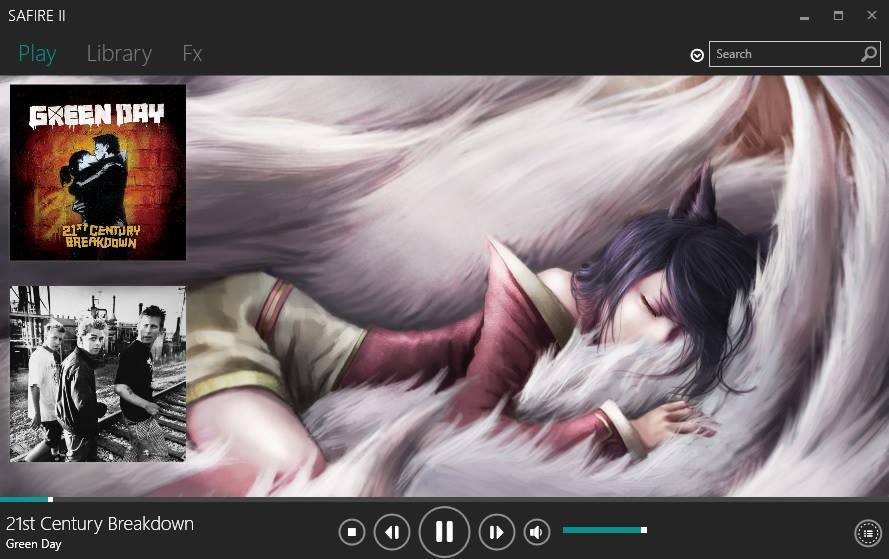 SAFIRE II
Play Library Fx
Search
GREEN DAY
21ST CENTURY
BREAKDOWN
21st Century Breakdown
Green Day